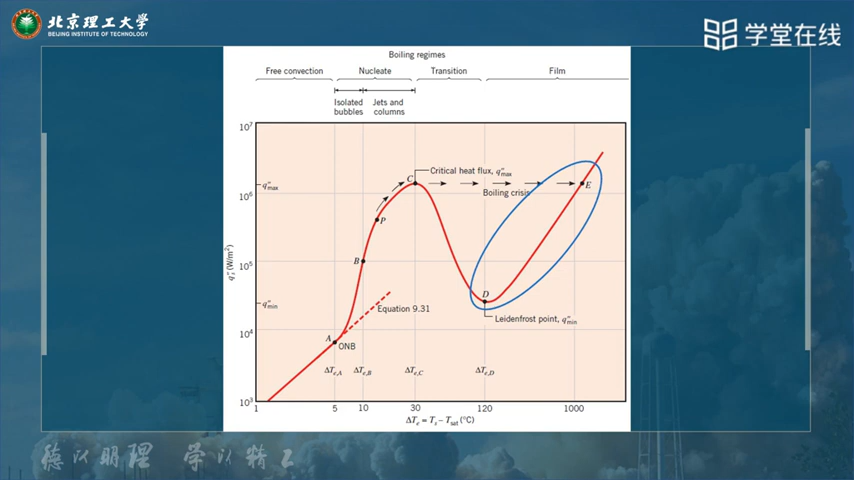 北京理工大学
BEIJING INSTITUTE OF TECHNOLOGY
学堂在线
Boiling regimes
Free convection Nucleate Transition Film
Isolated bubbles
Jets and columns
10⁷
10⁶
10⁵
10⁴
10³
q″max
q″min
q″s (W/m²)
Critical heat flux, q″max
Boiling crisis
A
B
P
C
D
E
Equation 9.31
ONB
Leidenfrost point, q″min
ΔTe,A ΔTe,B ΔTe,C ΔTe,D
1 5 10 30 120 1000
ΔTe = Ts − Tsat (°C)
德以明理 学以精工